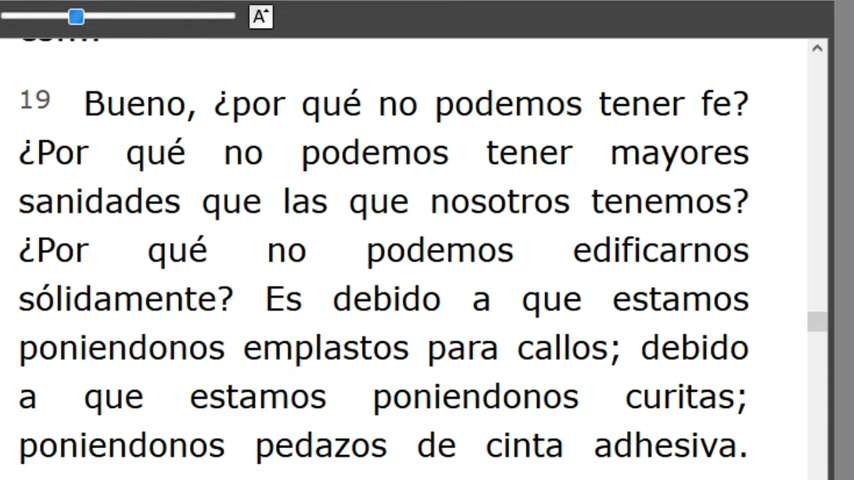 A
19 Bueno, ¿por qué no podemos tener fe?
¿Por qué no podemos tener mayores
sanidades que las que nosotros tenemos?
¿Por qué no podemos edificarnos
sólidamente? Es debido a que estamos
poniendonos emplastos para callos; debido
a que estamos poniendonos curitas;
poniendonos pedazos de cinta adhesiva.